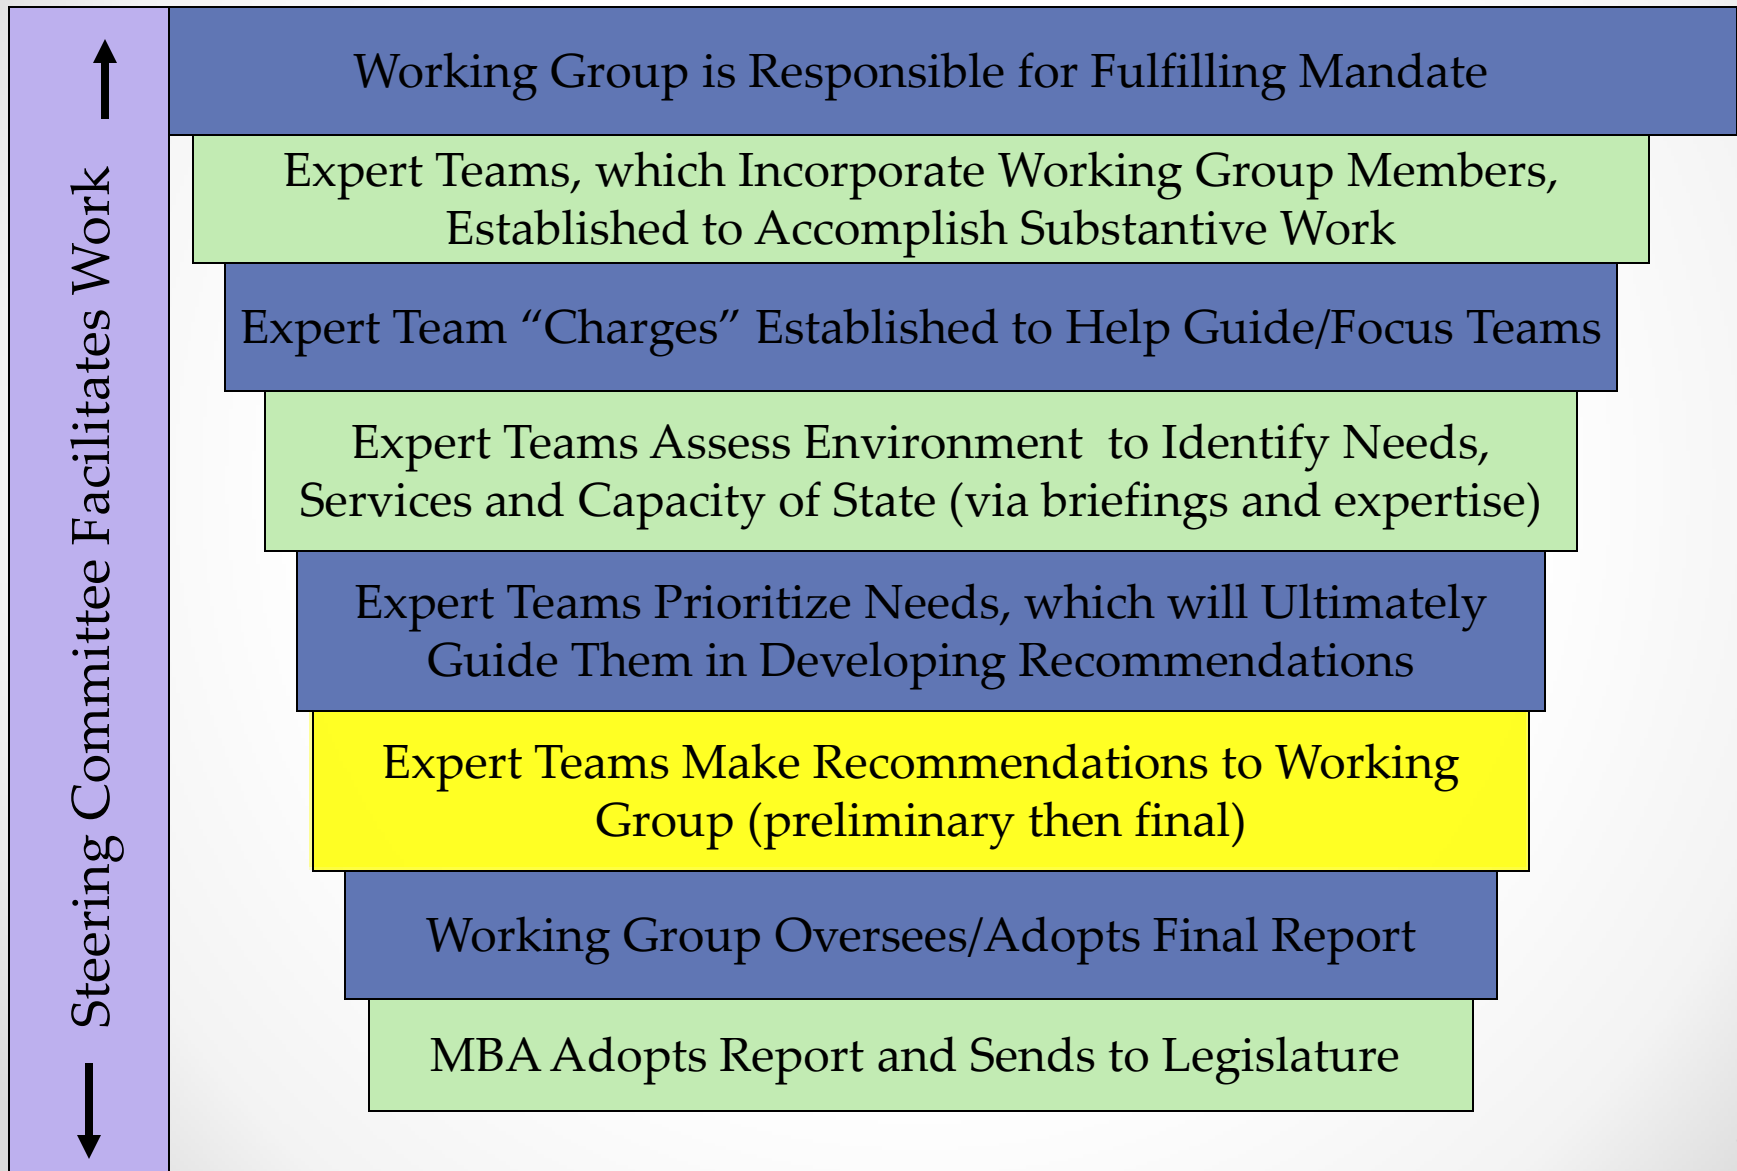 Steering Committee Facilitates Work
Working Group is Responsible for Fulfilling Mandate
Expert Teams, which Incorporate Working Group Members,
Established to Accomplish Substantive Work
Expert Team “Charges” Established to Help Guide/Focus Teams
Expert Teams Assess Environment  to Identify Needs,
Services and Capacity of State (via briefings and expertise)
Expert Teams Prioritize Needs, which will Ultimately
Guide Them in Developing Recommendations
Expert Teams Make Recommendations to Working
Group (preliminary then final)
Working Group Oversees/Adopts Final Report
MBA Adopts Report and Sends to Legislature